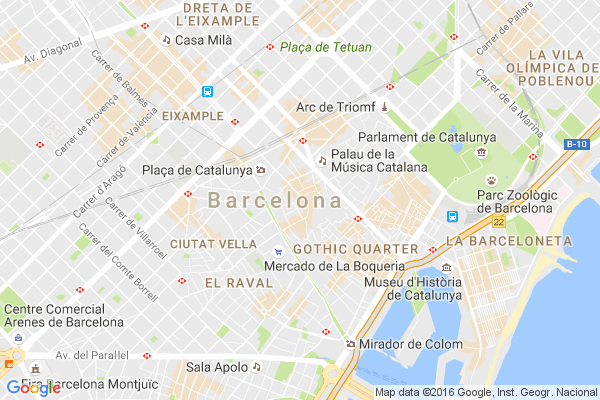 DRETA DE
L'EIXAMPLE
Casa Milà
Av. Diagonal
Plaça de Tetuan
Carrer de Pallars
LA VILA
OLÍMPICA DE
POBLENOU
Carrer de Balmes
Carrer de Provença
Carrer de València
EIXAMPLE
Arc de Triomf
Carrer de la Marina
Parlament de Catalunya
B-10
Palau de la
Música Catalana
Plaça de Catalunya
Carrer d'Aragó
Parc Zoològic
de Barcelona
Barcelona
22
Carrer de Villarroel
CIUTAT VELLA
GOTHIC QUARTER
LA BARCELONETA
Carrer del Comte Borrell
Mercado de La Boqueria
EL RAVAL
Museu d'Història
de Catalunya
Centre Comercial
Arenes de Barcelona
Mirador de Colom
Av. del Paral·lel
Sala Apolo
Fira Barcelona Montjuïc
Google
Map data ©2016 Google, Inst. Geogr. Nacional